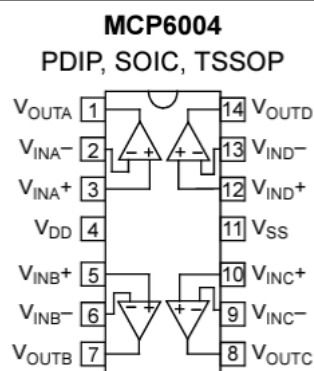 MCP6004
PDIP, SOIC, TSSOP
VOUTA 1 14 VOUTD
VINA– 2 13 VIND–
VINA+ 3 12 VIND+
VDD 4 11 VSS
VINB+ 5 10 VINC+
VINB– 6 9 VINC–
VOUTB 7 8 VOUTC
– + + –
– + + –